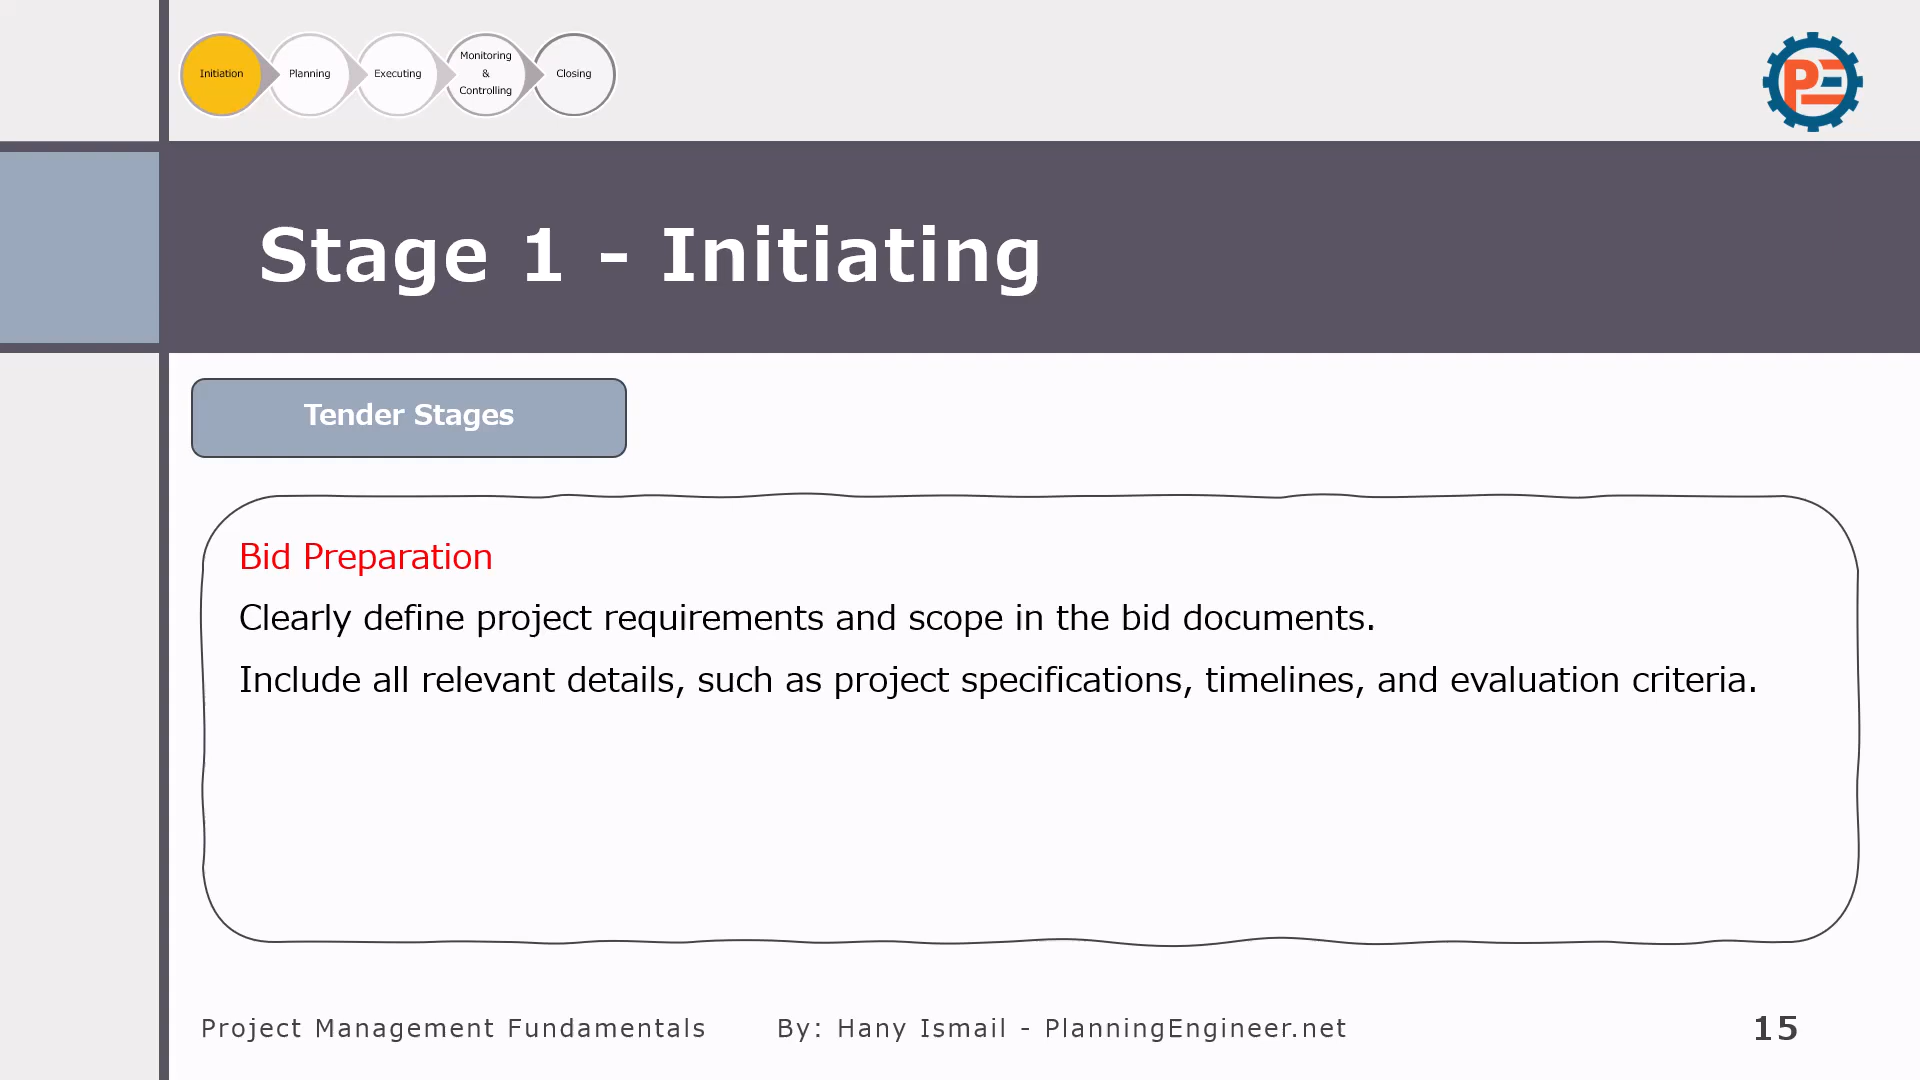 Initiation
Planning
Executing
Monitoring
&
Controlling
Closing
PE
Stage 1 - Initiating
Tender Stages
Bid Preparation
Clearly define project requirements and scope in the bid documents.
Include all relevant details, such as project specifications, timelines, and evaluation criteria.
Project Management Fundamentals By: Hany Ismail - PlanningEngineer.net 15